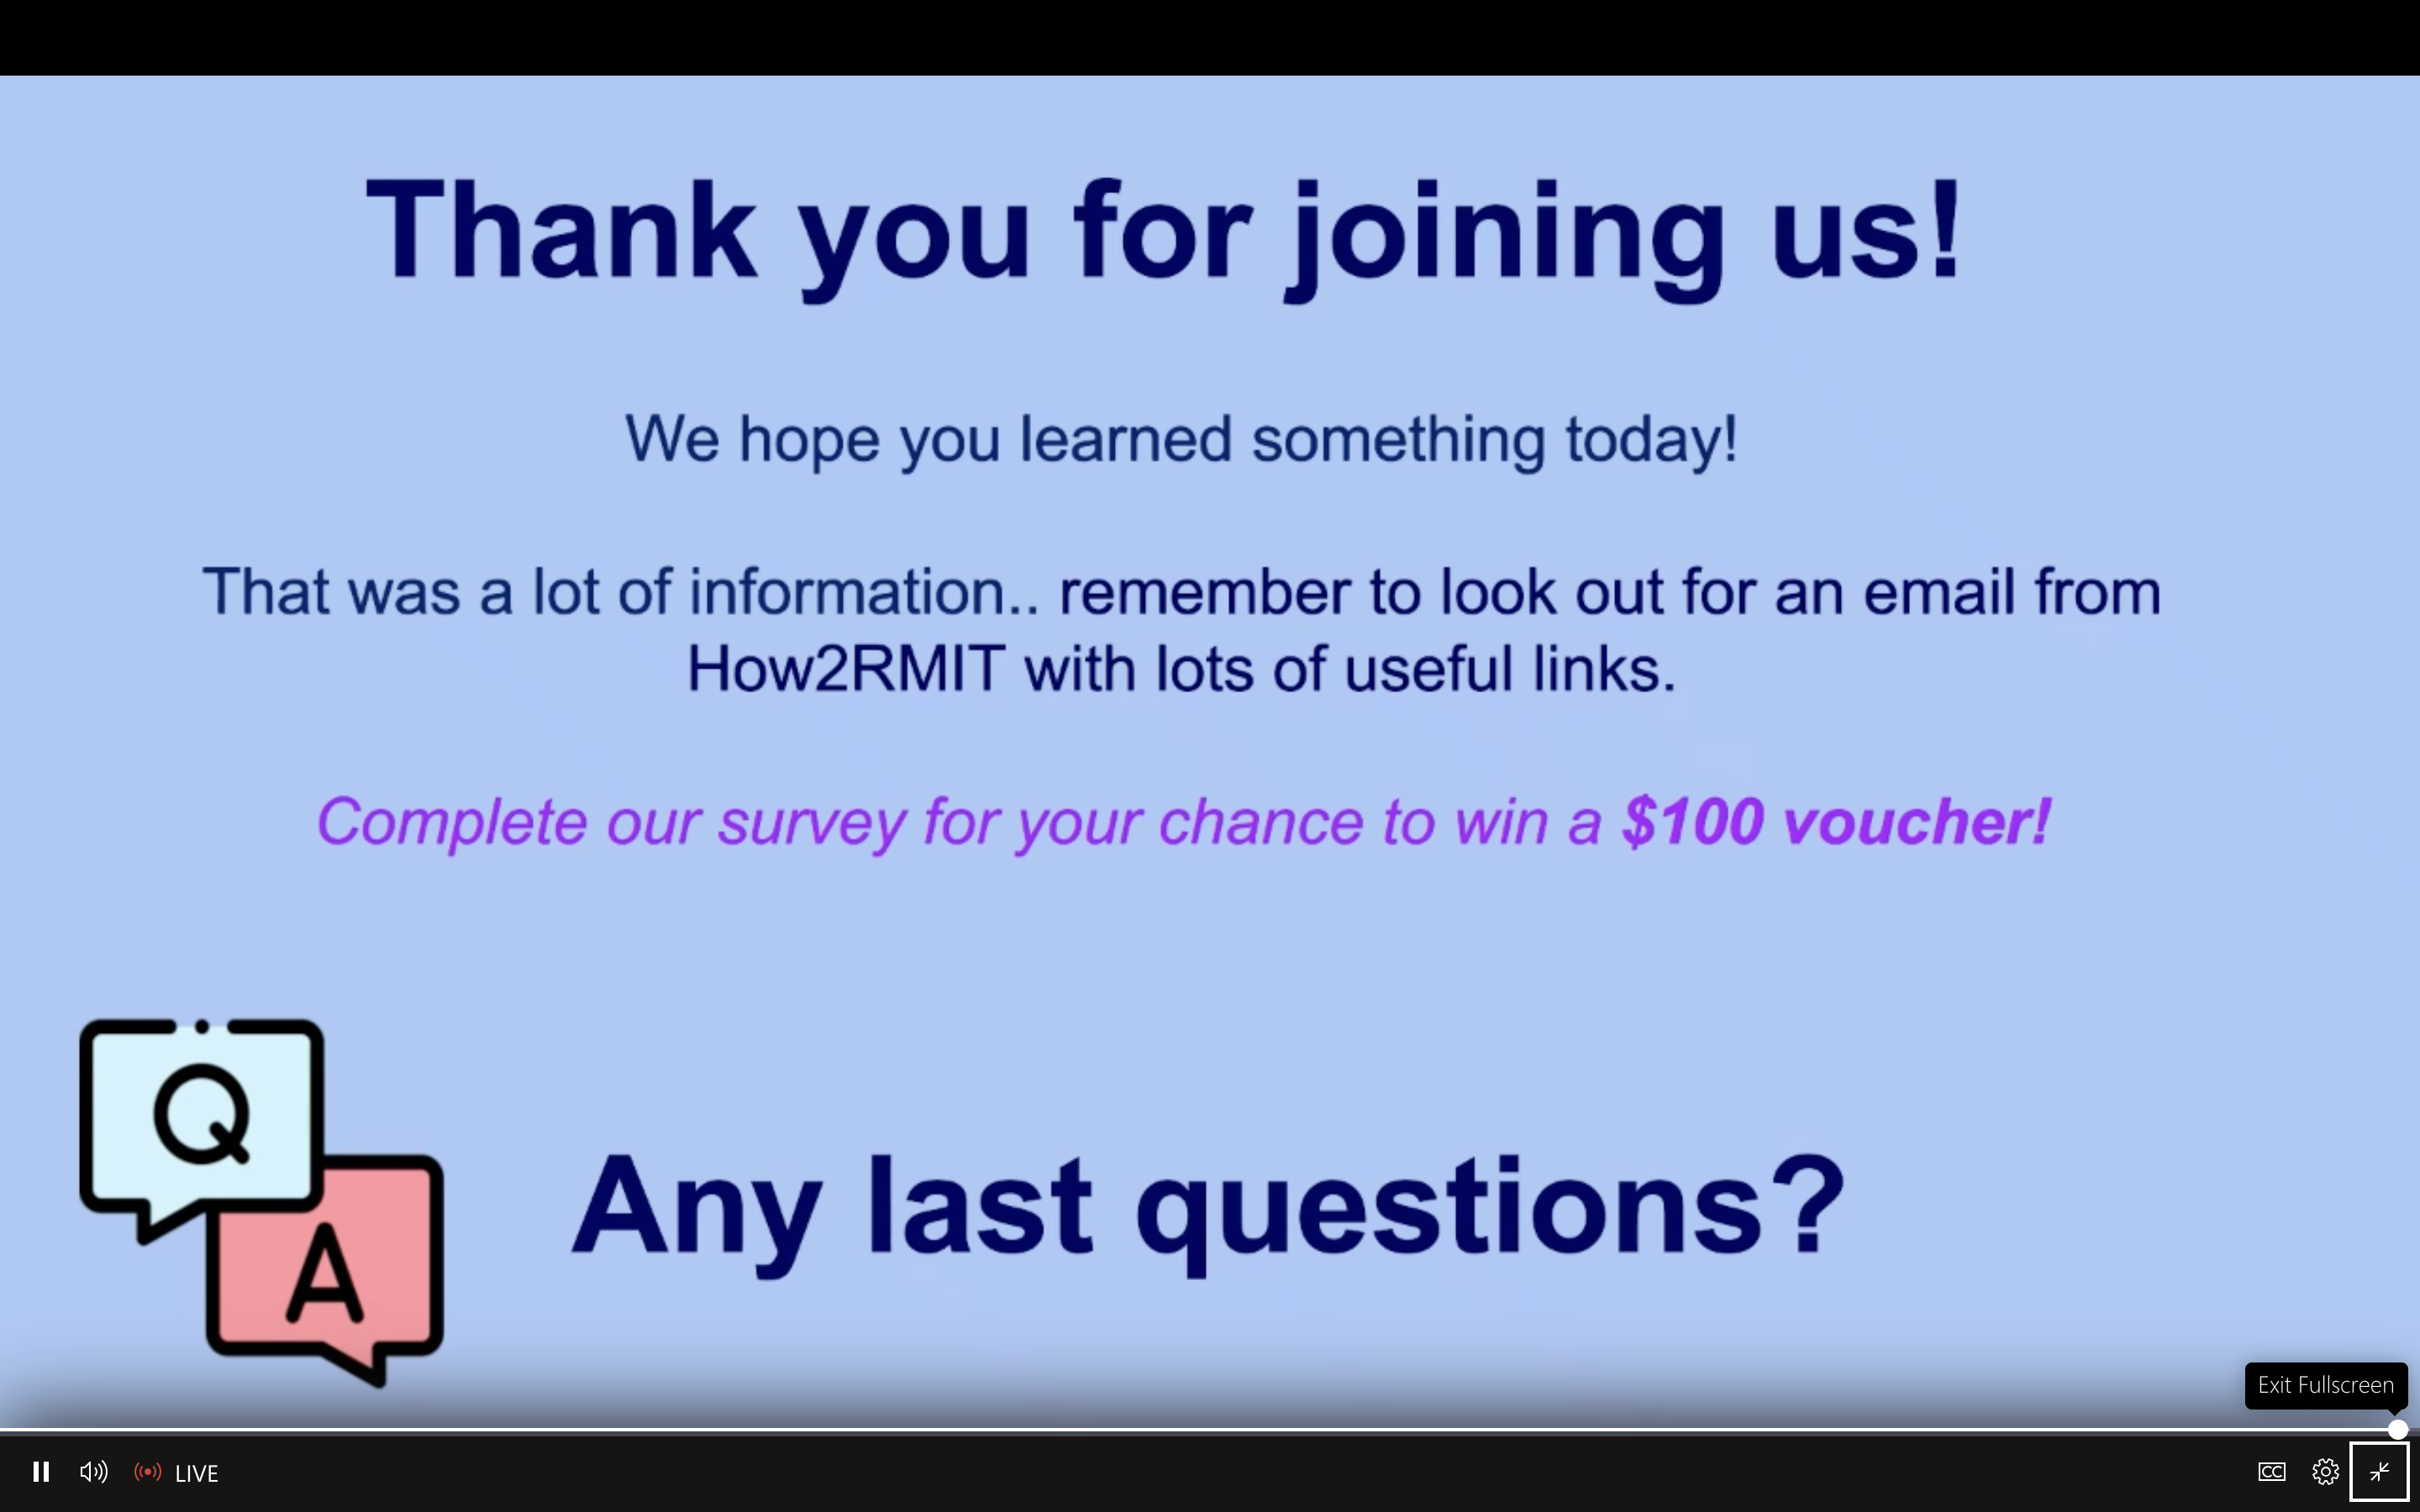 Thank you for joining us!
We hope you learned something today!
That was a lot of information.. remember to look out for an email from
How2RMIT with lots of useful links.
Complete our survey for your chance to win a $100 voucher!
Q
A
Any last questions?
Exit Fullscreen
LIVE
CC